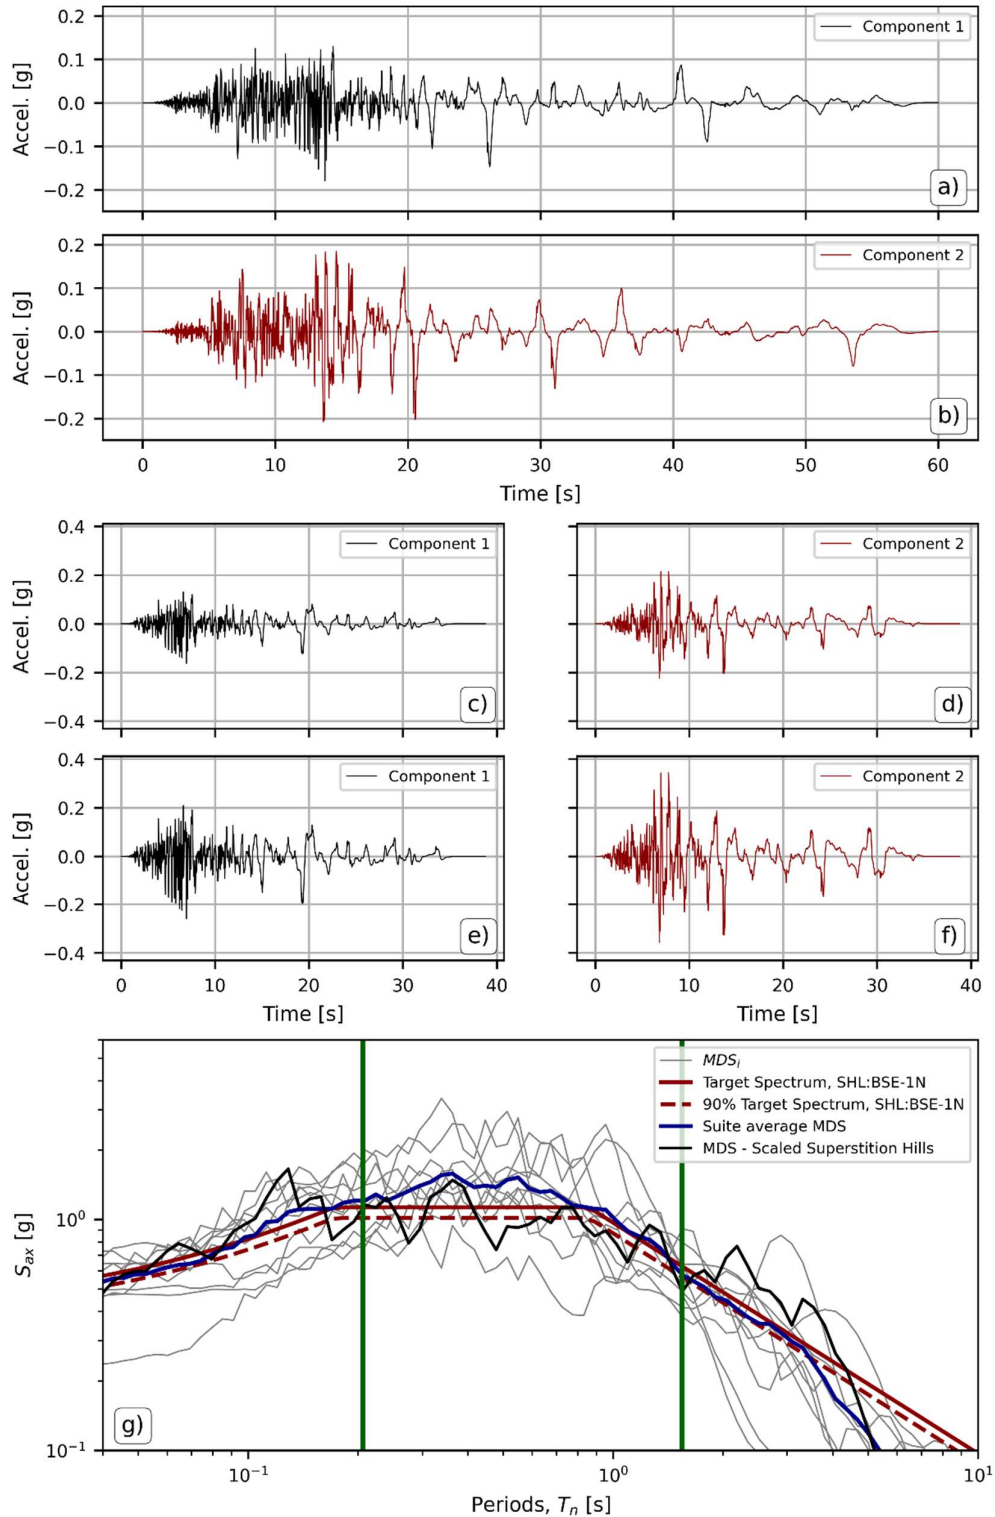 0.2
Component 1
0.1
Accel. [g]
0.0
−0.1
−0.2
a)
0.2
Component 2
0.1
Accel. [g]
0.0
−0.1
−0.2
b)
0 10 20 30 40 50 60
Time [s]
0.4
Component 1
Component 2
0.2
Accel. [g]
0.0
−0.2
c)
d)
−0.4
0.4
Component 1
Component 2
0.2
Accel. [g]
0.0
−0.2
e)
f)
−0.4
0 10 20 30 40
0 10 20 30 40
Time [s]
Time [s]
MDS_i
Target Spectrum, SHL:BSE-1N
90% Target Spectrum, SHL:BSE-1N
Suite average MDS
MDS - Scaled Superstition Hills
10⁰
S_ax [g]
g)
10⁻¹
10⁻¹ 10⁰ 10¹
Periods, T_n [s]